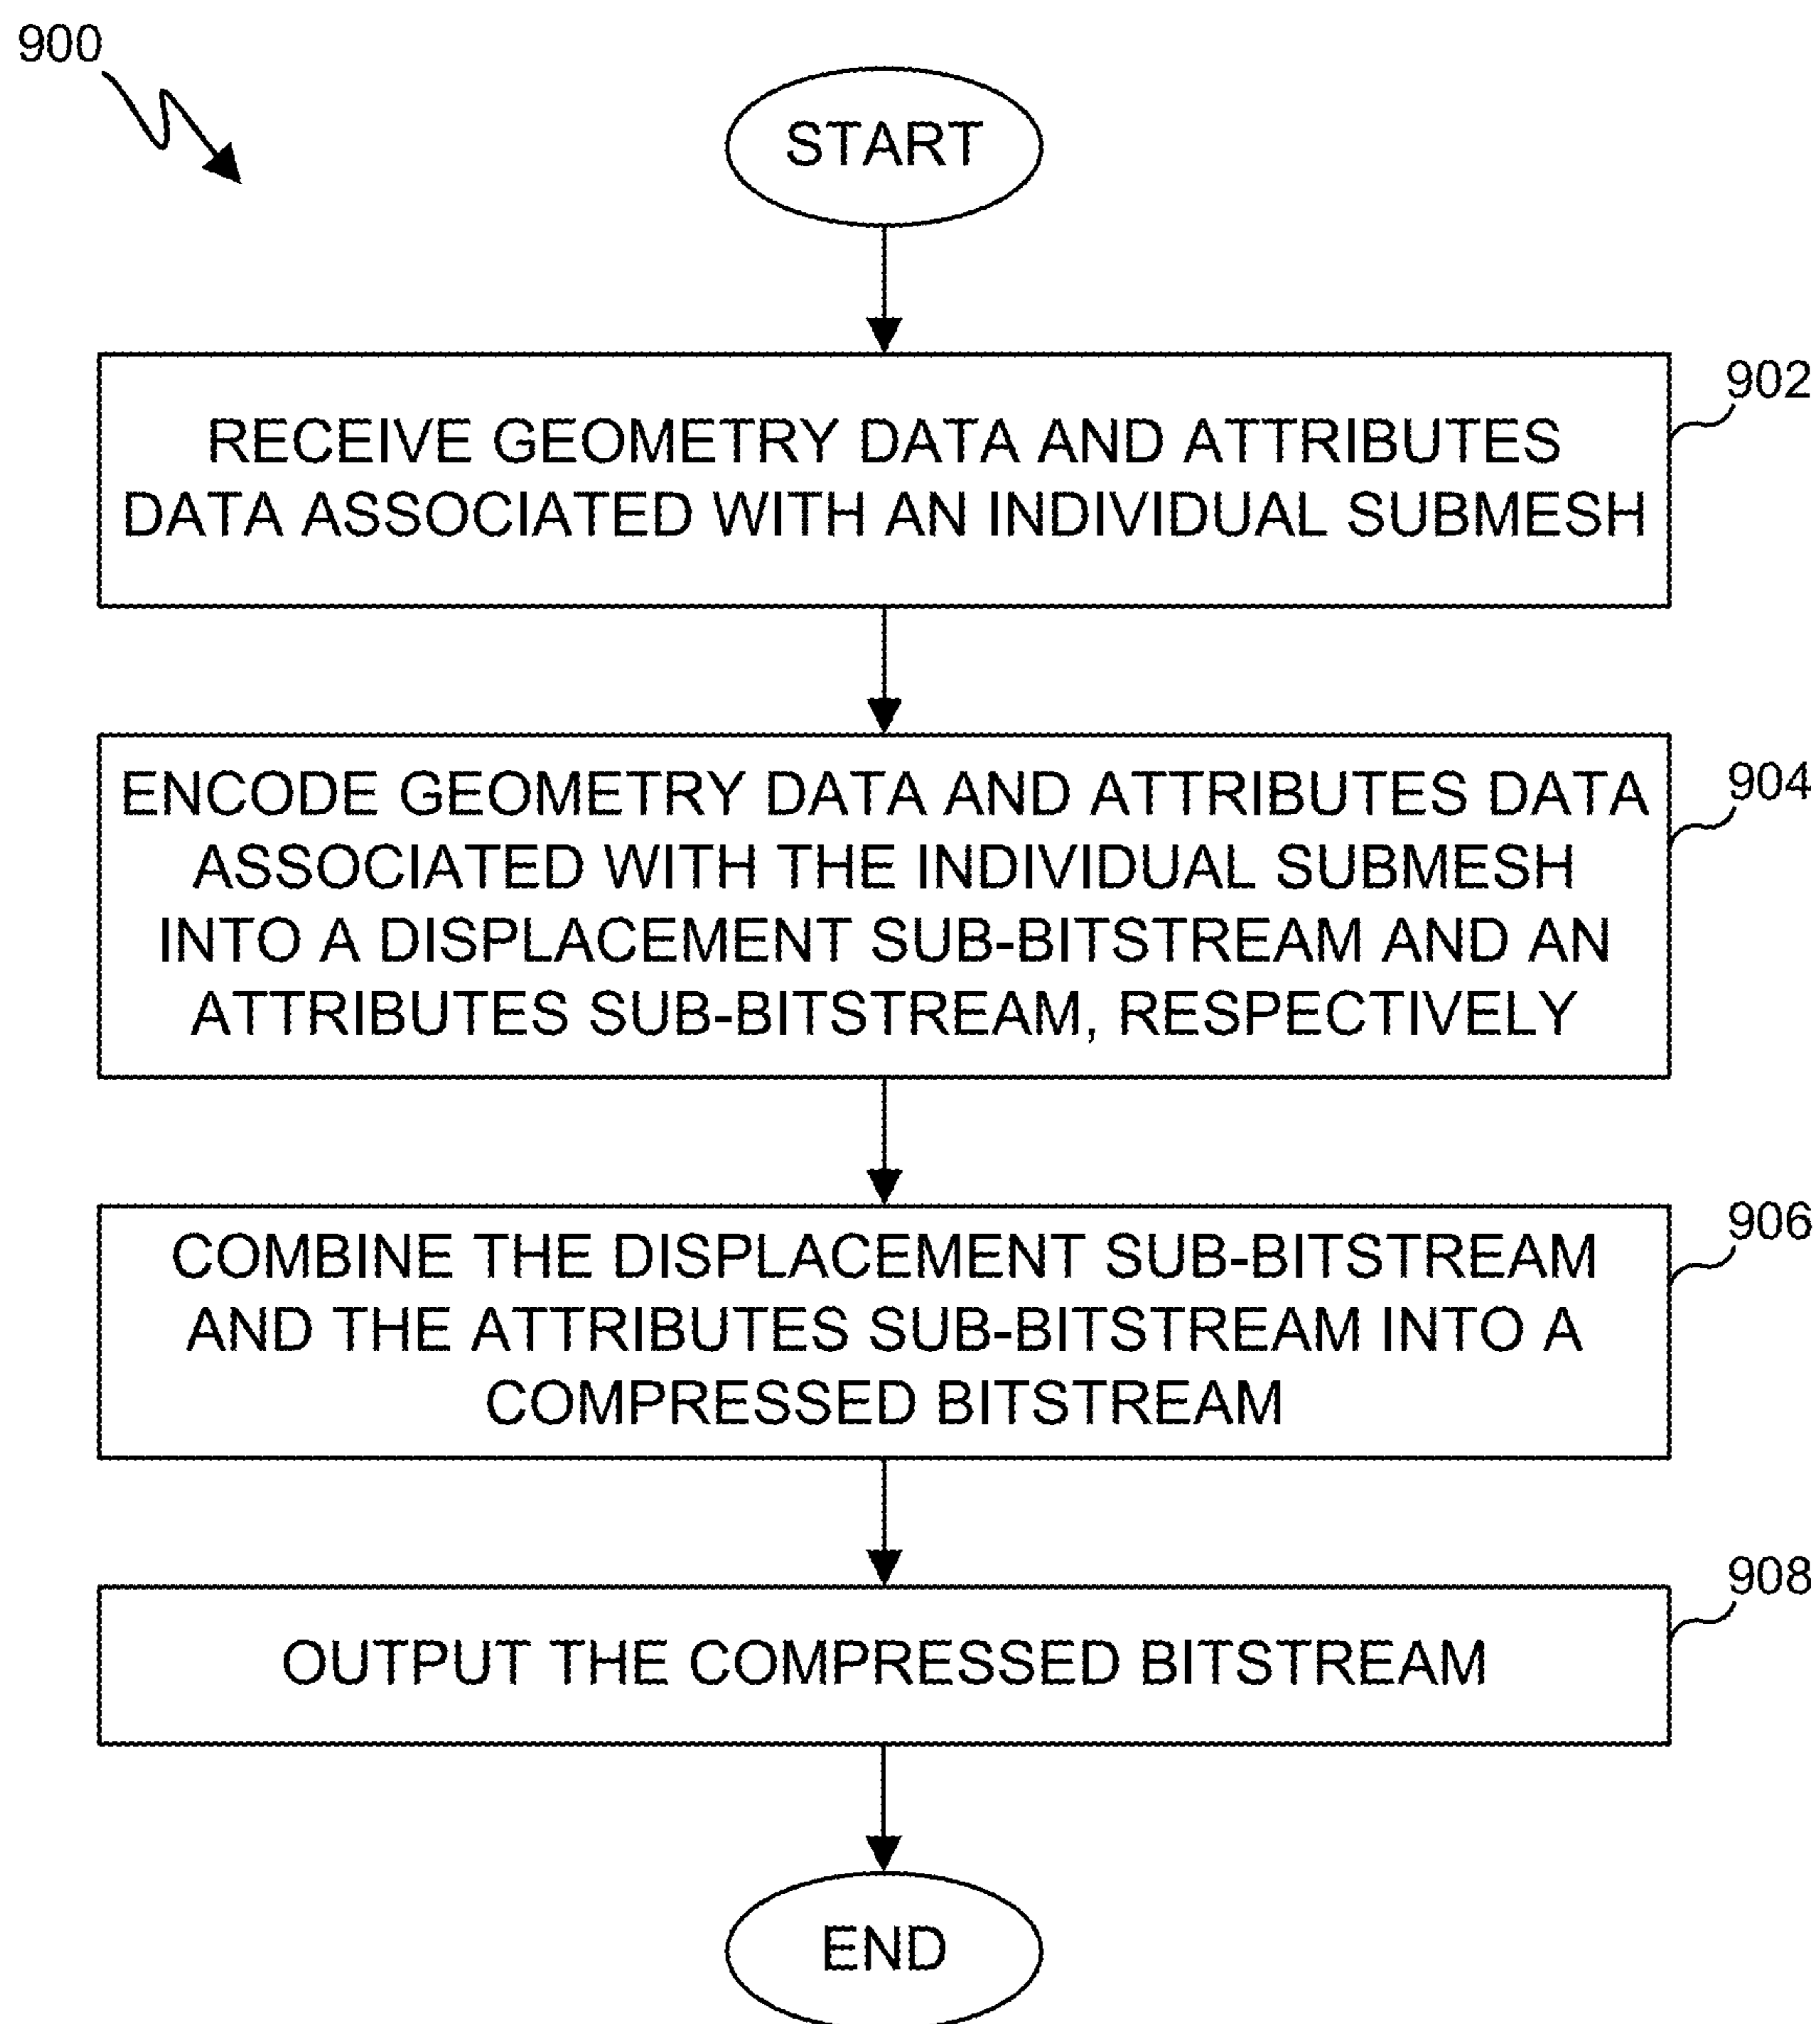 900
START
902
RECEIVE GEOMETRY DATA AND ATTRIBUTES
DATA ASSOCIATED WITH AN INDIVIDUAL SUBMESH
904
ENCODE GEOMETRY DATA AND ATTRIBUTES DATA
ASSOCIATED WITH THE INDIVIDUAL SUBMESH
INTO A DISPLACEMENT SUB-BITSTREAM AND AN
ATTRIBUTES SUB-BITSTREAM, RESPECTIVELY
906
COMBINE THE DISPLACEMENT SUB-BITSTREAM
AND THE ATTRIBUTES SUB-BITSTREAM INTO A
COMPRESSED BITSTREAM
908
OUTPUT THE COMPRESSED BITSTREAM
END